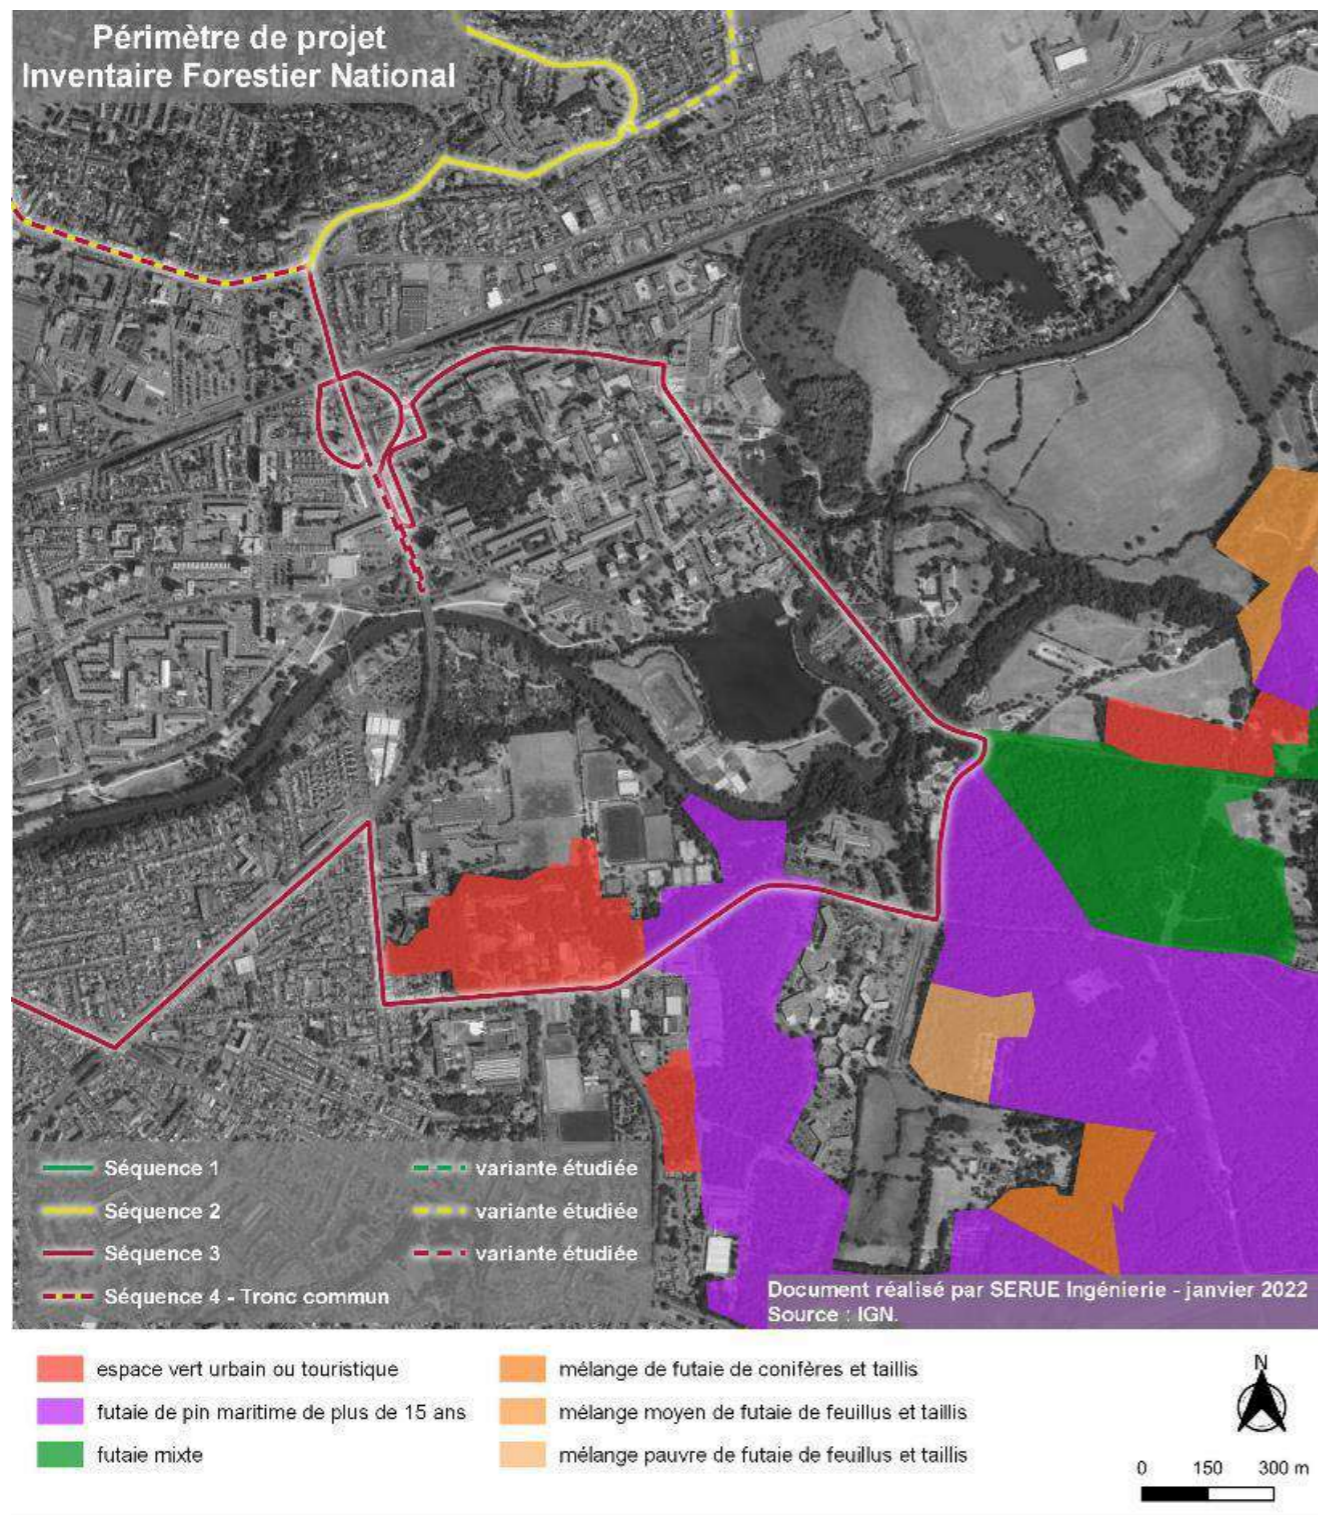 Périmètre de projet
Inventaire Forestier National
Séquence 1
variante étudiée
Séquence 2
variante étudiée
Séquence 3
variante étudiée
Séquence 4 - Tronc commun
Document réalisé par SERUE Ingénierie - janvier 2022
Source : IGN.
espace vert urbain ou touristique
futaie de pin maritime de plus de 15 ans
futaie mixte
mélange de futaie de conifères et taillis
mélange moyen de futaie de feuillus et taillis
mélange pauvre de futaie de feuillus et taillis
N
0 150 300 m